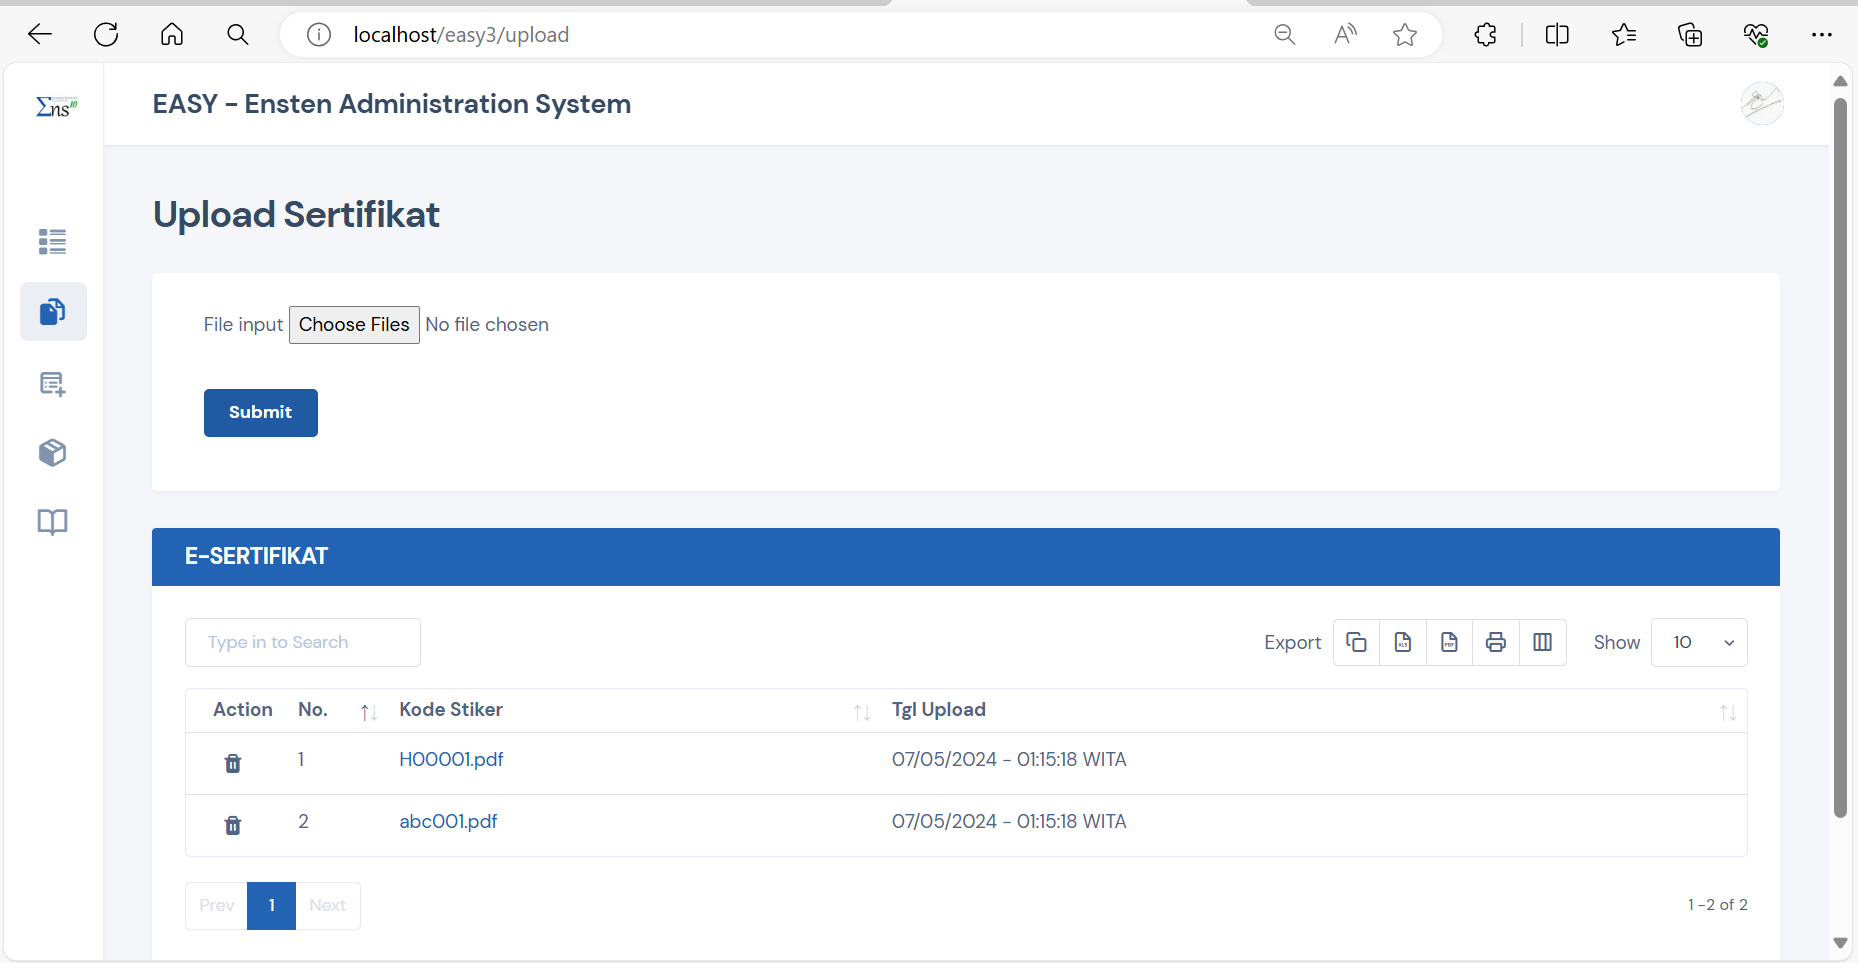 localhost/easy3/upload
Σns10
EASY - Ensten Administration System
Upload Sertifikat
File input Choose Files No file chosen
Submit
E-SERTIFIKAT
Type in to Search
Export XLS PDF Show 10
Action No. Kode Stiker Tgl Upload
1 H00001.pdf 07/05/2024 - 01:15:18 WITA
2 abc001.pdf 07/05/2024 - 01:15:18 WITA
Prev 1 Next
1 -2 of 2